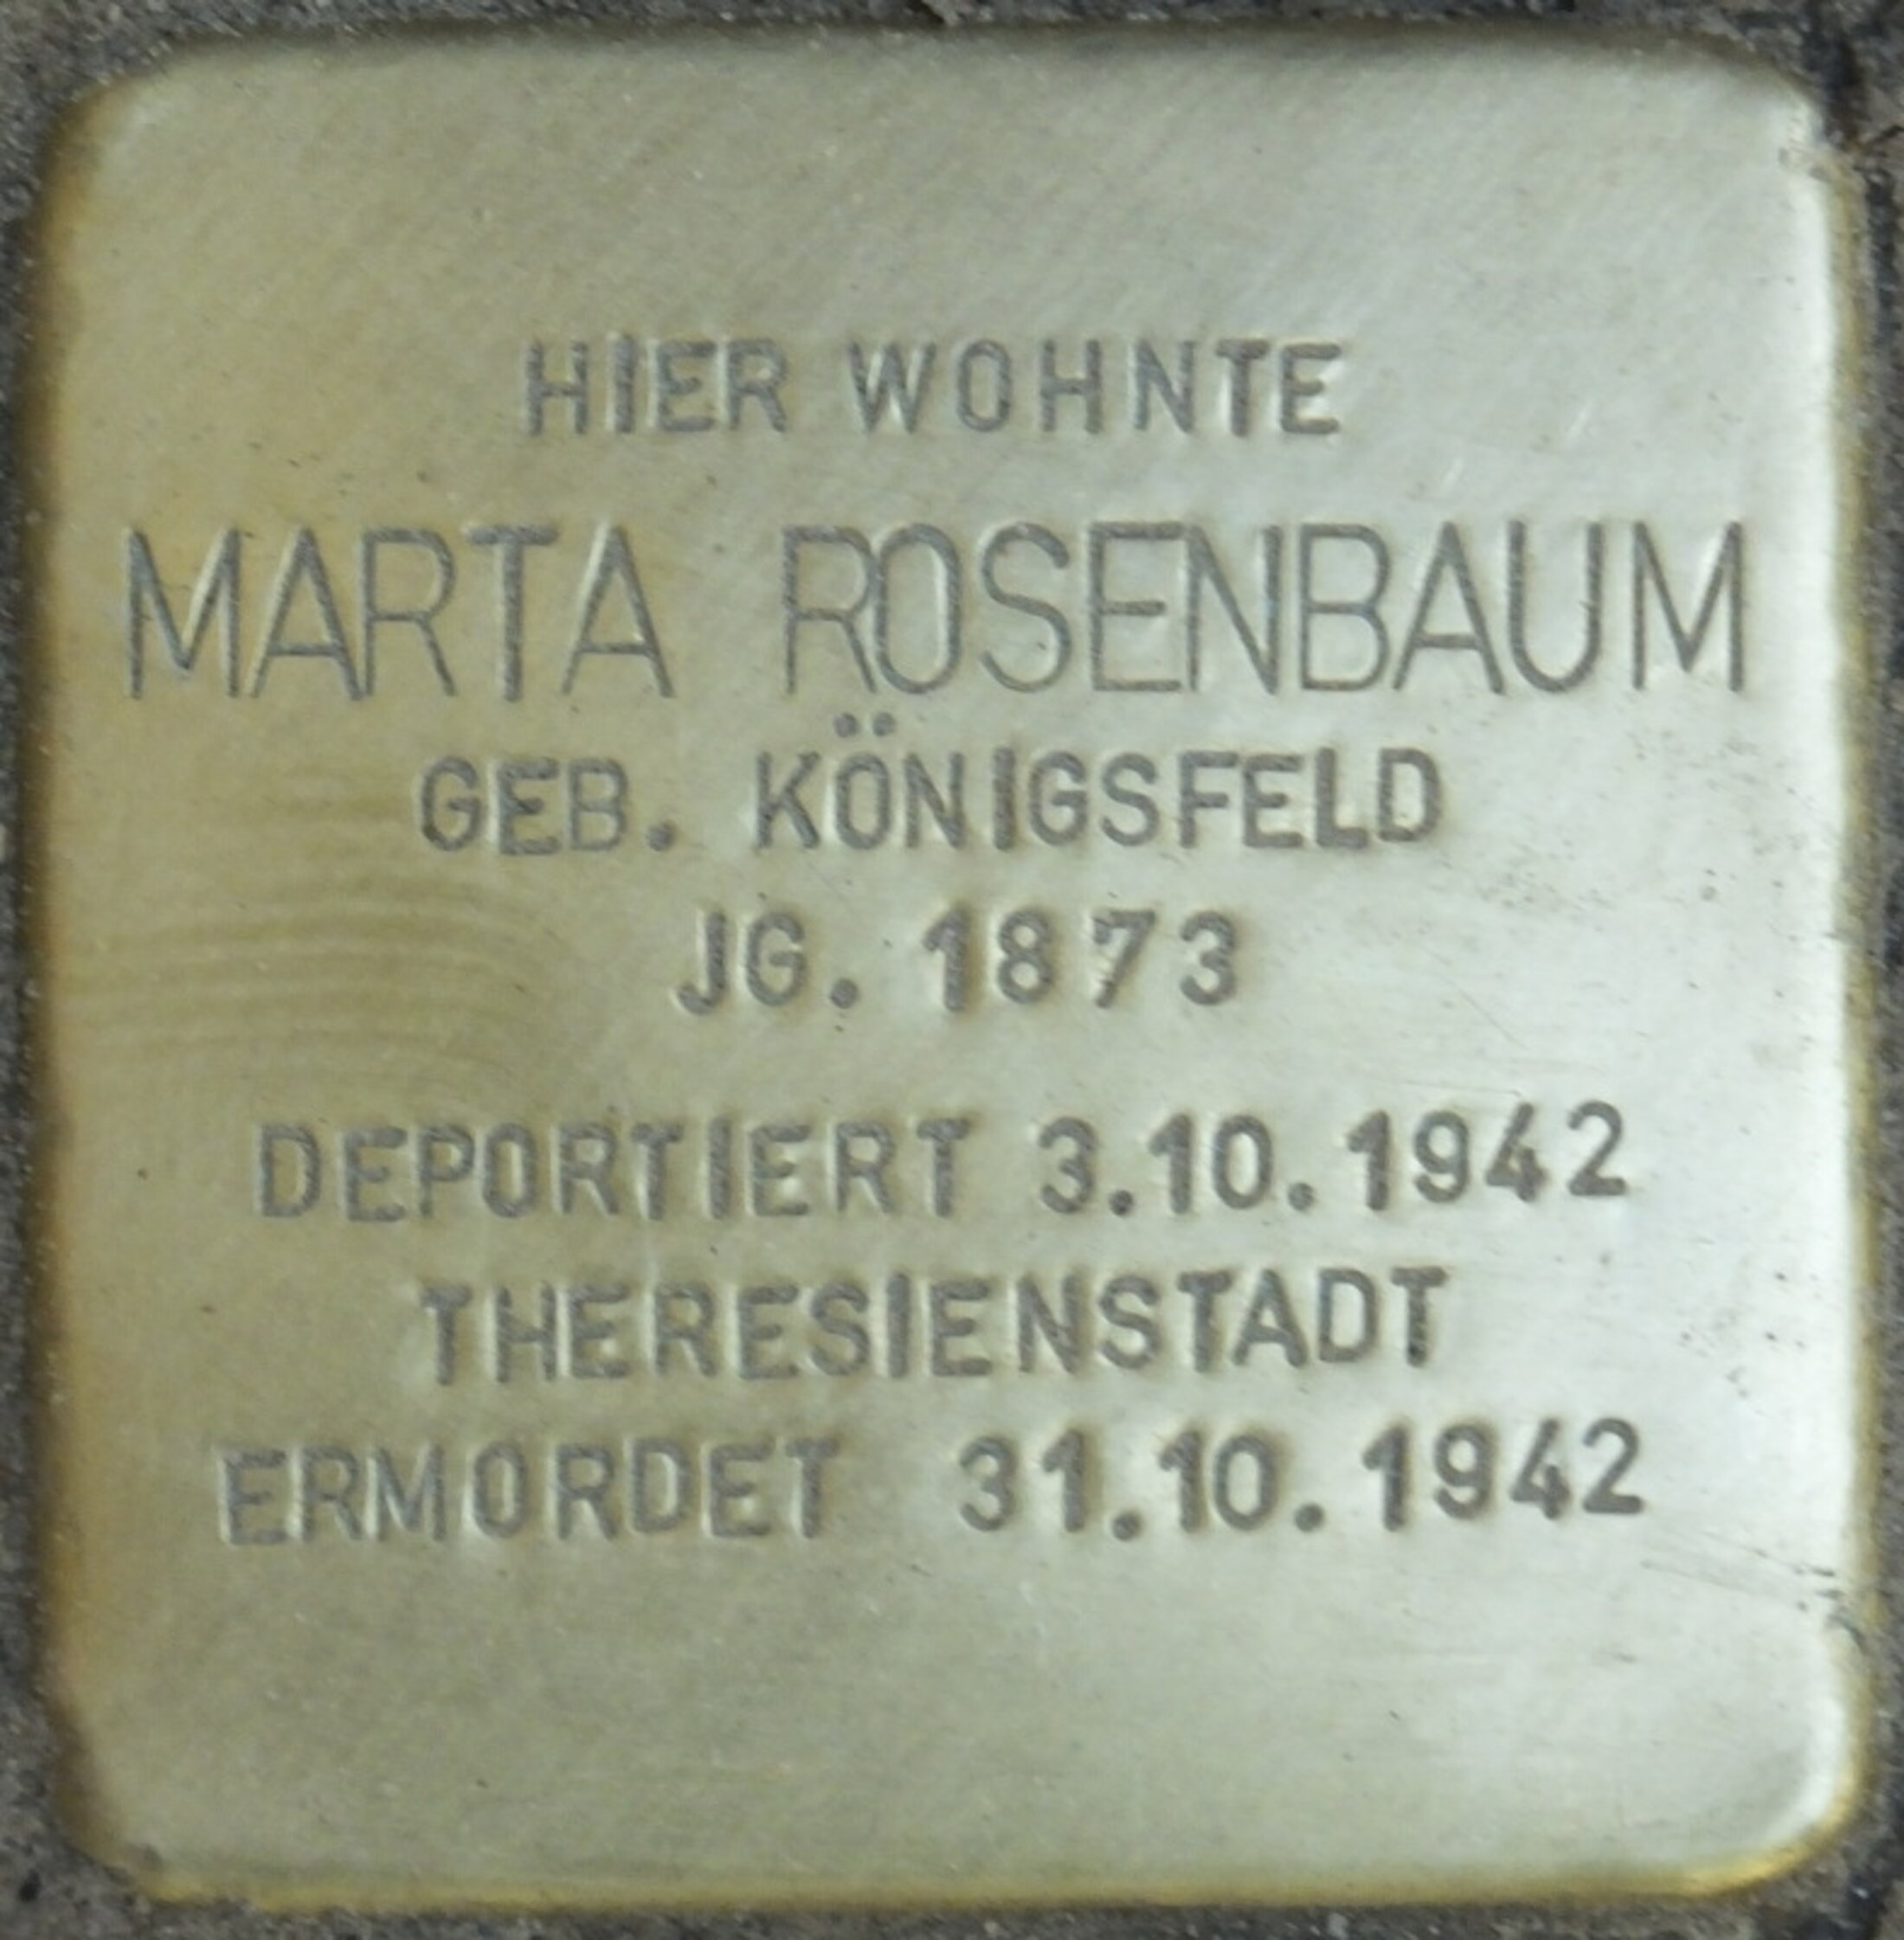 HIER WOHNTE
MARTA ROSENBAUM
GEB. KÖNIGSFELD
JG. 1873
DEPORTIERT 3.10.1942
THERESIENSTADT
ERMORDET 31.10.1942